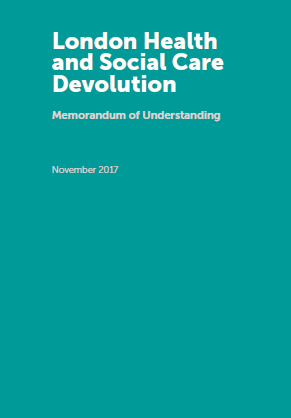 London Health
and Social Care
Devolution
Memorandum of Understanding
November 2017